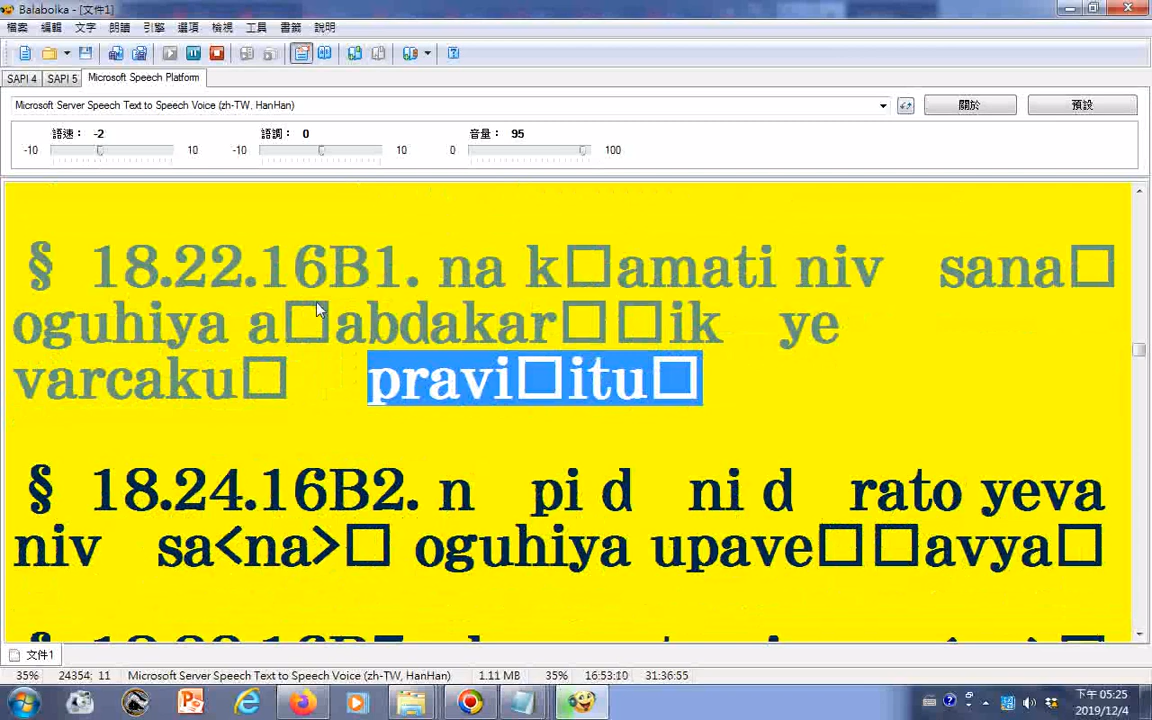 Balabolka - [文件1]
檔案 編輯 文字 朗讀 引擎 選項 檢視 工具 書籤 說明
SAPI 4 SAPI 5 Microsoft Speech Platform
Microsoft Server Speech Text to Speech Voice (zh-TW, HanHan) 關於 預設
語速： -2 語調： 0 音量： 95
-10 10 -10 10 0 100
§ 18.22.16B1. na k□amati niv sana□
oguhiya a□abdakar□□ik ye
varcaku□ pravi□itu□
§ 18.24.16B2. n pi d ni d rato yeva
niv sa<na>□ oguhiya upave□□avya□
文件1
35% 24354; 11 Microsoft Server Speech Text to Speech Voice (zh-TW, HanHan) 1.11 MB 35% 16:53:10 31:36:55
下午 05:25
2019/12/4